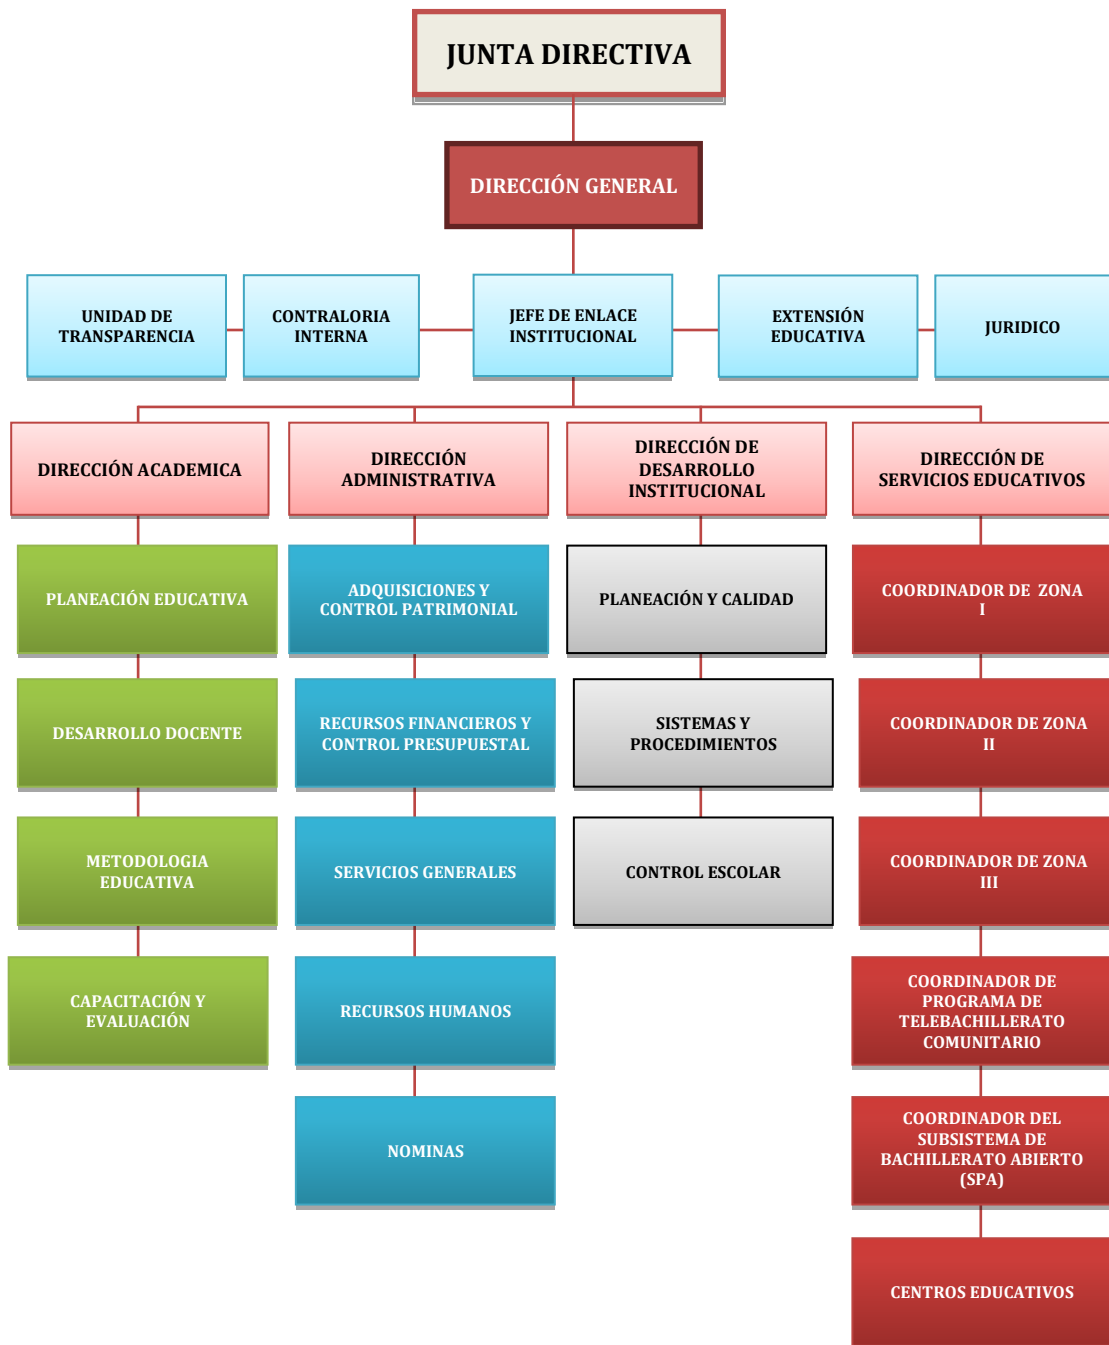 JUNTA DIRECTIVA
DIRECCIÓN GENERAL
UNIDAD DE
TRANSPARENCIA
CONTRALORIA
INTERNA
JEFE DE ENLACE
INSTITUCIONAL
EXTENSIÓN
EDUCATIVA
JURIDICO
DIRECCIÓN ACADEMICA
DIRECCIÓN
ADMINISTRATIVA
DIRECCIÓN DE
DESARROLLO
INSTITUCIONAL
DIRECCIÓN DE
SERVICIOS EDUCATIVOS
PLANEACIÓN EDUCATIVA
ADQUISICIONES Y
CONTROL PATRIMONIAL
PLANEACIÓN Y CALIDAD
COORDINADOR DE ZONA
I
DESARROLLO DOCENTE
RECURSOS FINANCIEROS Y
CONTROL PRESUPUESTAL
SISTEMAS Y
PROCEDIMIENTOS
COORDINADOR DE ZONA
II
METODOLOGIA
EDUCATIVA
SERVICIOS GENERALES
CONTROL ESCOLAR
COORDINADOR DE ZONA
III
CAPACITACIÓN Y
EVALUACIÓN
RECURSOS HUMANOS
COORDINADOR DE
PROGRAMA DE
TELEBACHILLERATO
COMUNITARIO
NOMINAS
COORDINADOR DEL
SUBSISTEMA DE
BACHILLERATO ABIERTO
(SPA)
CENTROS EDUCATIVOS